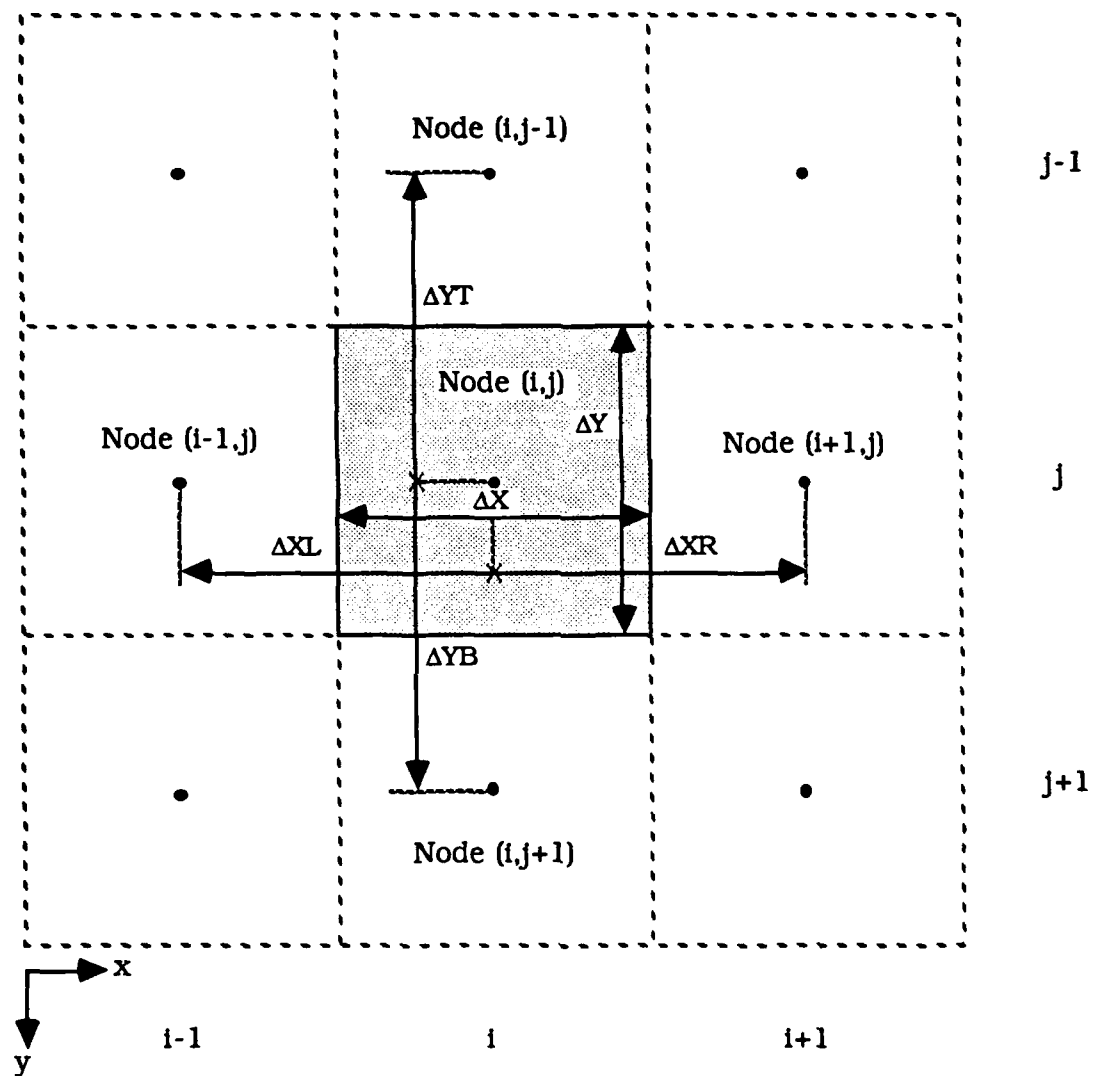 Node (i,j-1)
j-1
ΔYT
Node (i,j)
ΔY
Node (i-1,j)
Node (i+1,j)
j
ΔX
ΔXL
ΔXR
ΔYB
j+1
Node (i,j+1)
x
y
i-1
i
i+1